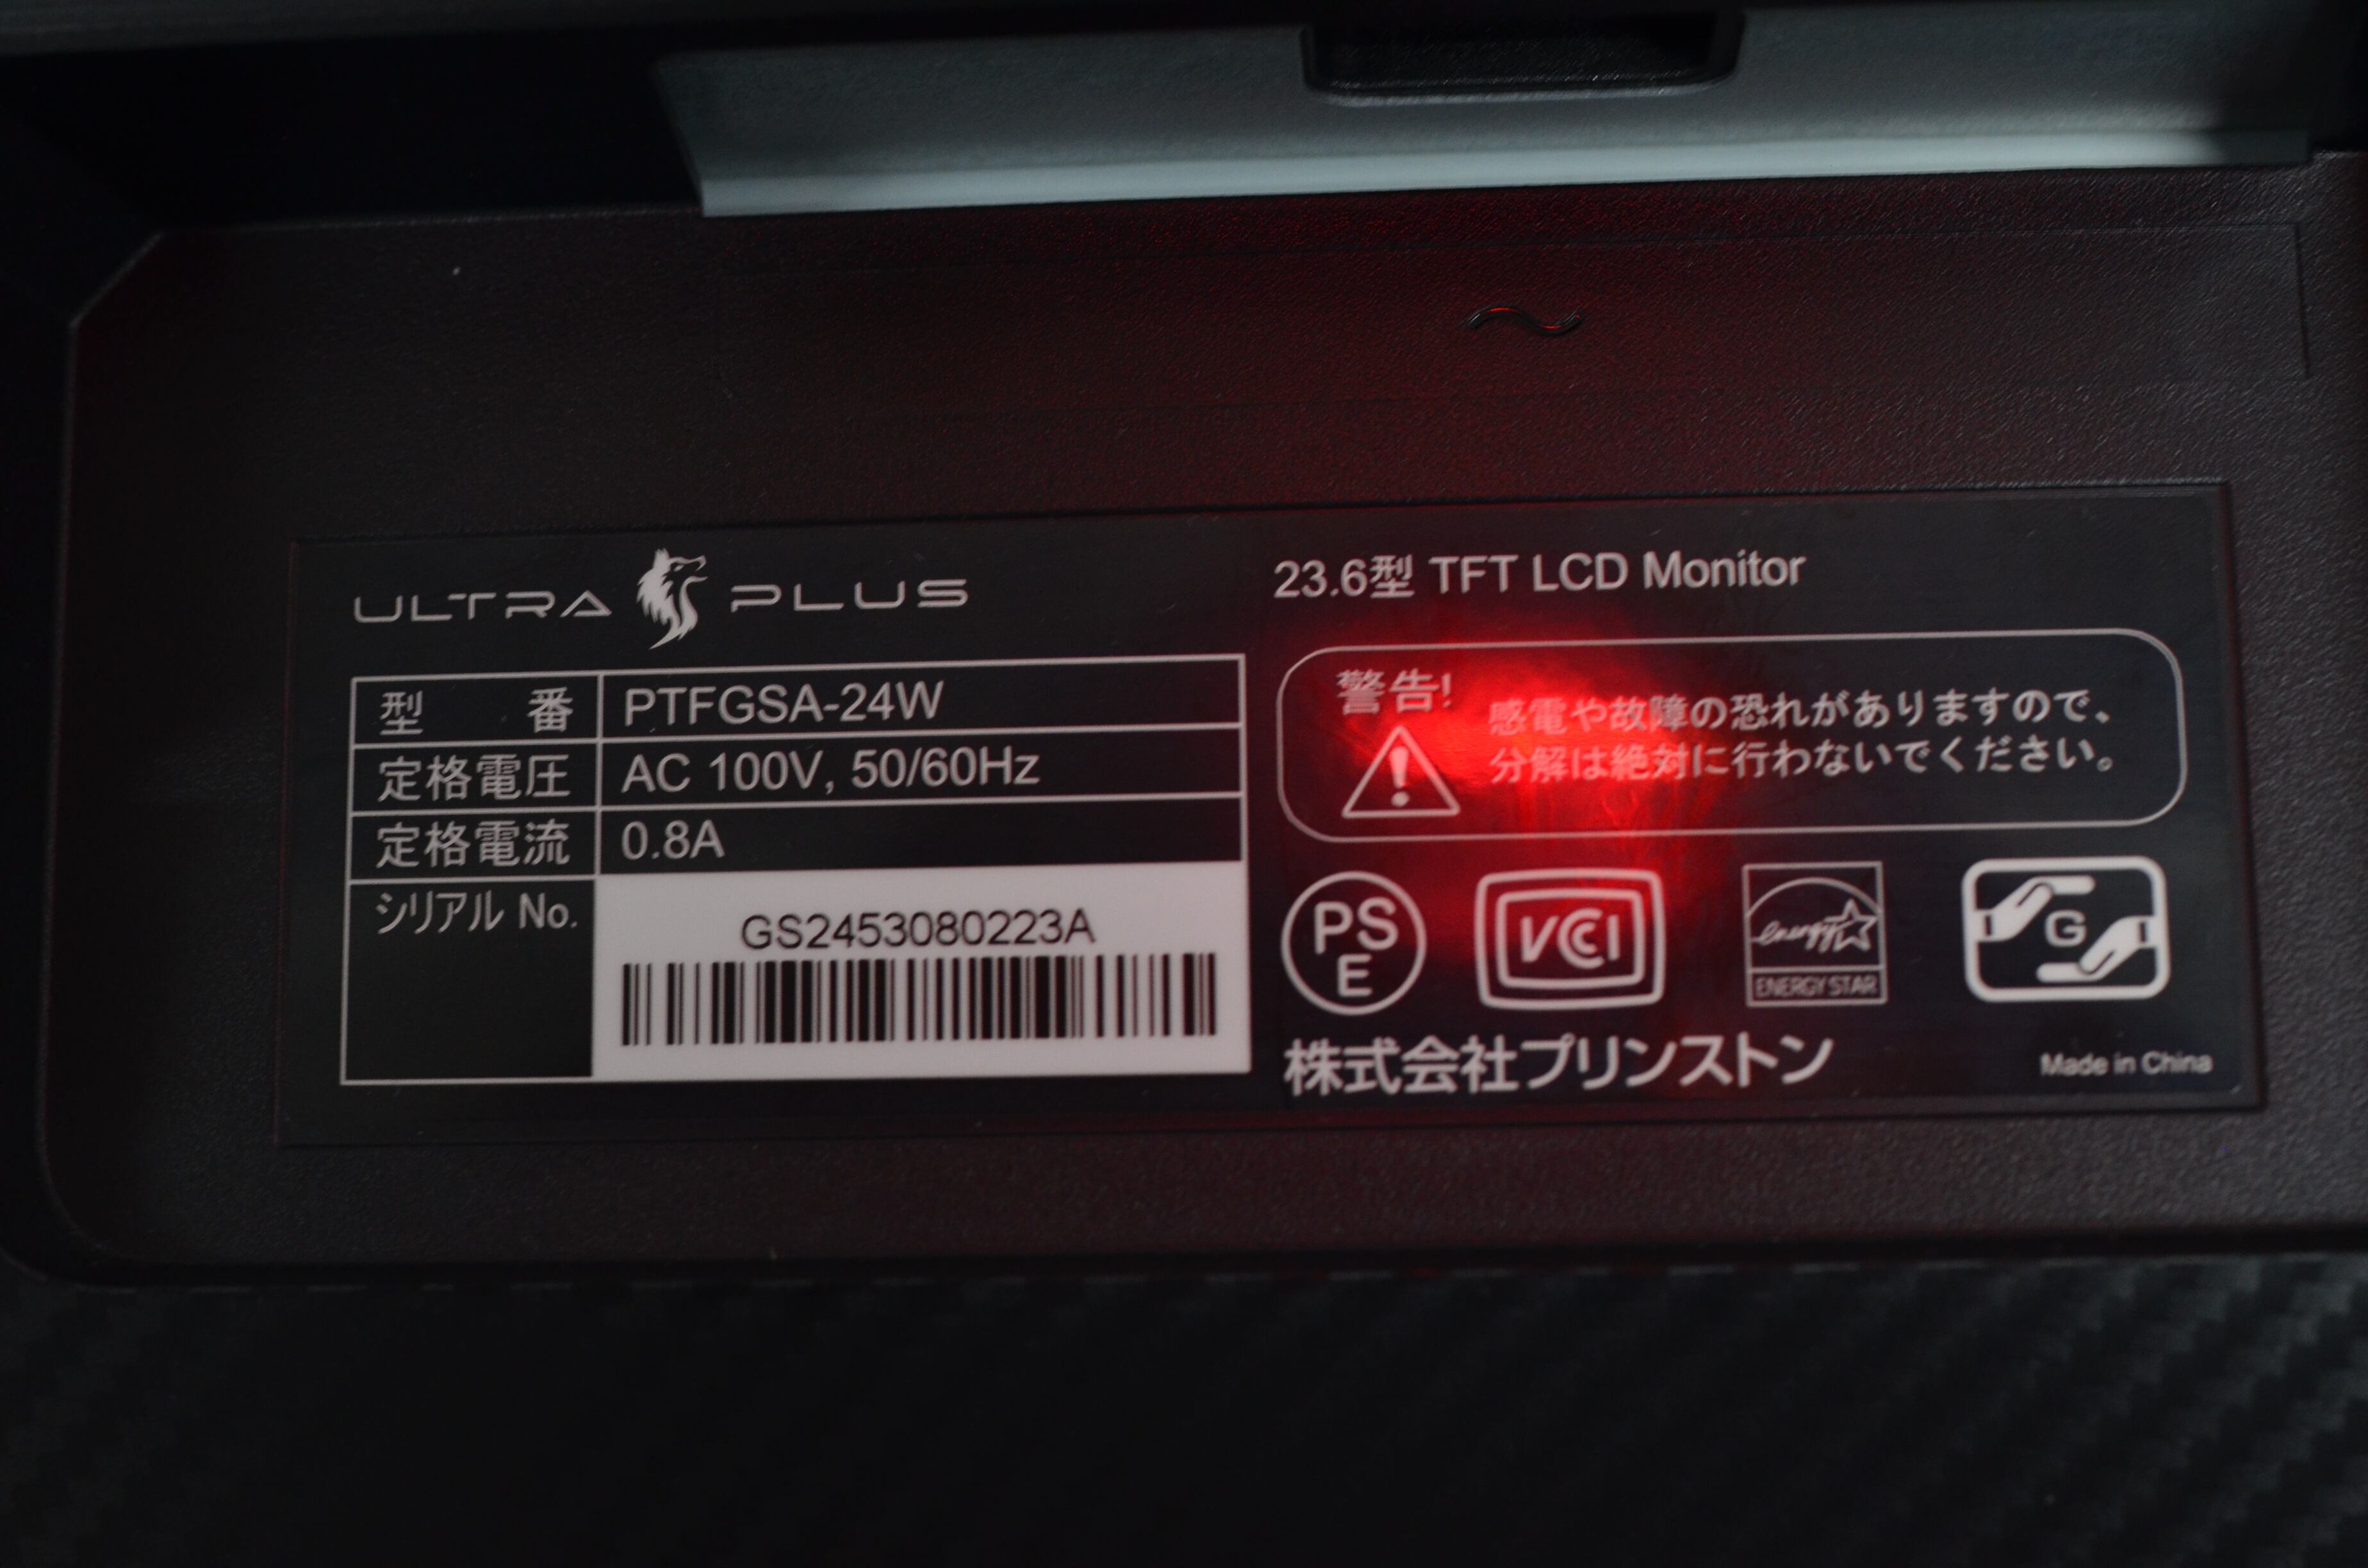 ULTRA PLUS
23.6型 TFT LCD Monitor
型 番 PTFGSA-24W
定格電圧 AC 100V, 50/60Hz
定格電流 0.8A
シリアル No. GS2453080223A
警告!
感電や故障の恐れがありますので、
分解は絶対に行わないでください。
PS
E
VCCI
energy
ENERGY STAR
G
株式会社プリンストン
Made in China